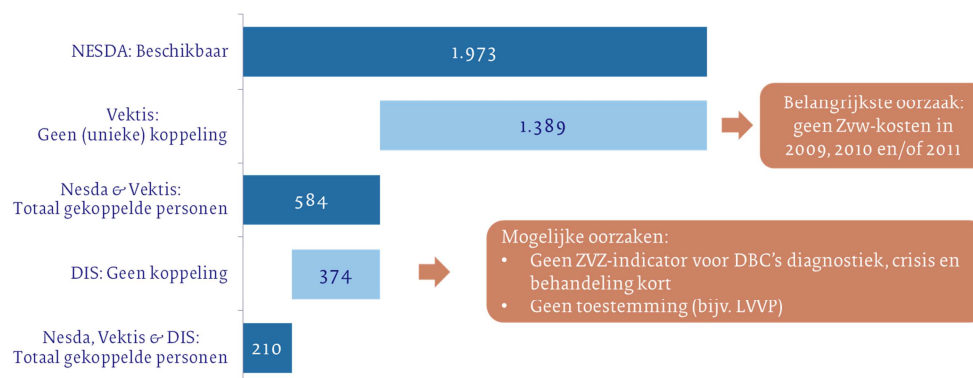 NESDA: Beschikbaar
1.973
Vektis:
Geen (unieke) koppeling
1.389
Belangrijkste oorzaak:
geen Zvw-kosten in
2009, 2010 en/of 2011
Nesda & Vektis:
Totaal gekoppelde personen
584
DIS: Geen koppeling
374
Mogelijke oorzaken:
• Geen ZVZ-indicator voor DBC's diagnostiek, crisis en
behandeling kort
• Geen toestemming (bijv. LVVP)
Nesda, Vektis & DIS:
Totaal gekoppelde personen
210